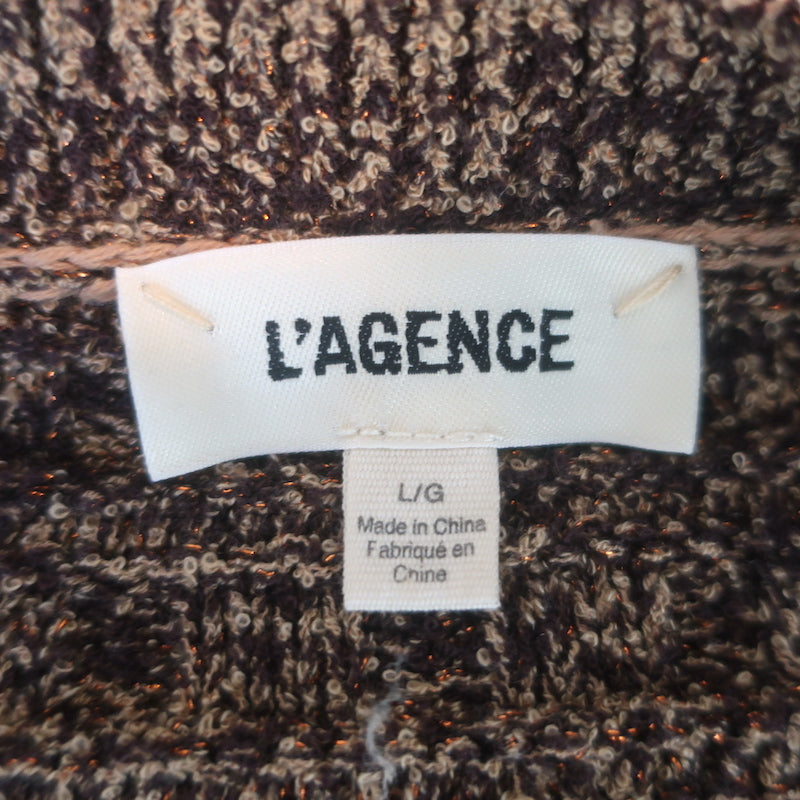 L'AGENCE
L/G
Made in China
Fabriqué en
Chine